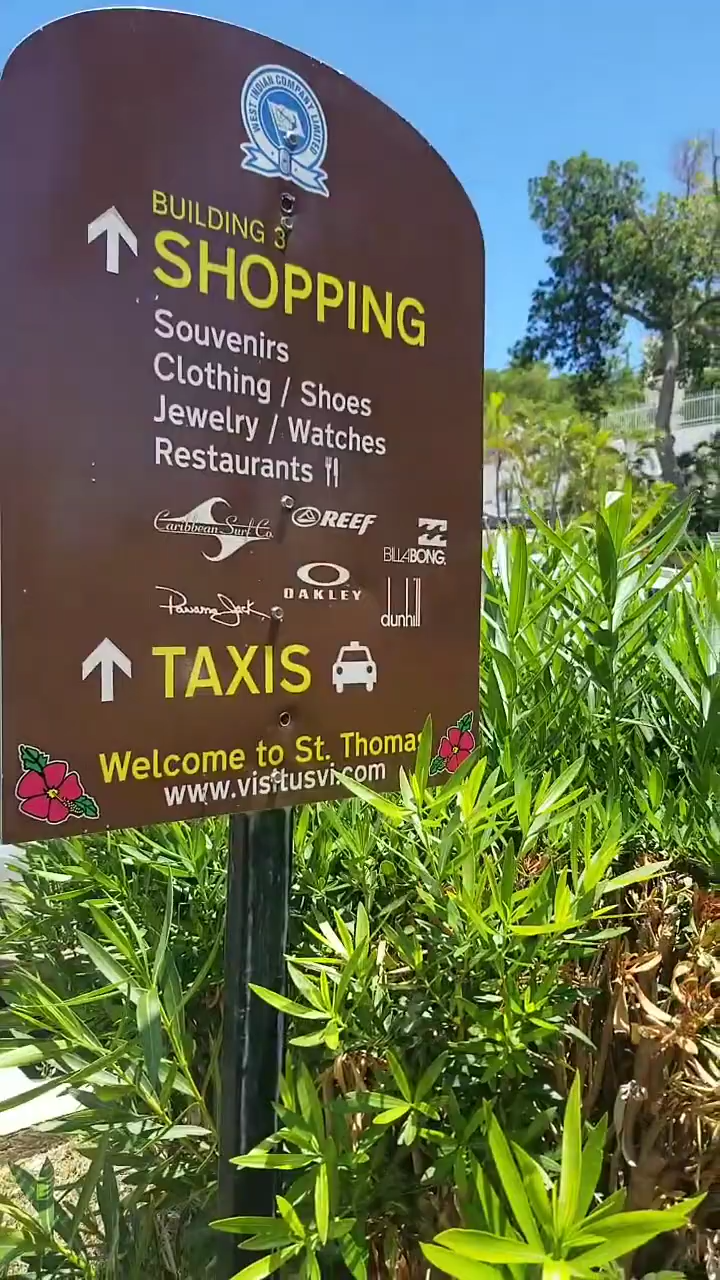 WEST INDIAN COMPANY LIMITED
BUILDING 3
SHOPPING
Souvenirs
Clothing / Shoes
Jewelry / Watches
Restaurants
Caribbean Surf Co.
REEF
BILLABONG
OAKLEY
Panama Jack
dunhill
TAXIS
Welcome to St. Thomas
www.visitusvi.com